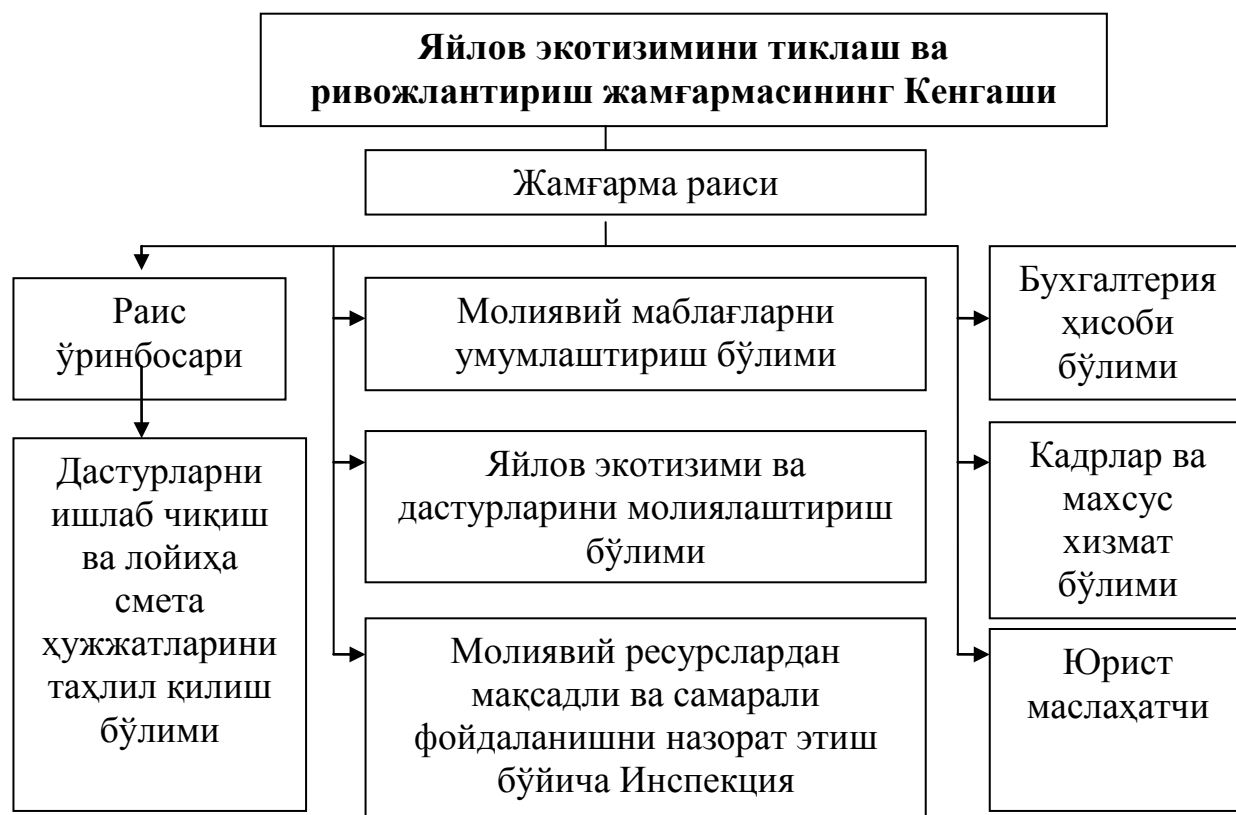 Яйлов экотизимини тиклаш ва
ривожлантириш жамғармасининг Кенгаши
Жамғарма раиси
Раис
ўринбосари
Дастурларни
ишлаб чиқиш
ва лойиҳа
смета
ҳужжатларини
таҳлил қилиш
бўлими
Молиявий маблағларни
умумлаштириш бўлими
Яйлов экотизими ва
дастурларини молиялаштириш
бўлими
Молиявий ресурслардан
мақсадли ва самарали
фойдаланишни назорат этиш
бўйича Инспекция
Бухгалтерия
ҳисоби
бўлими
Кадрлар ва
махсус
хизмат
бўлими
Юрист
маслаҳатчи